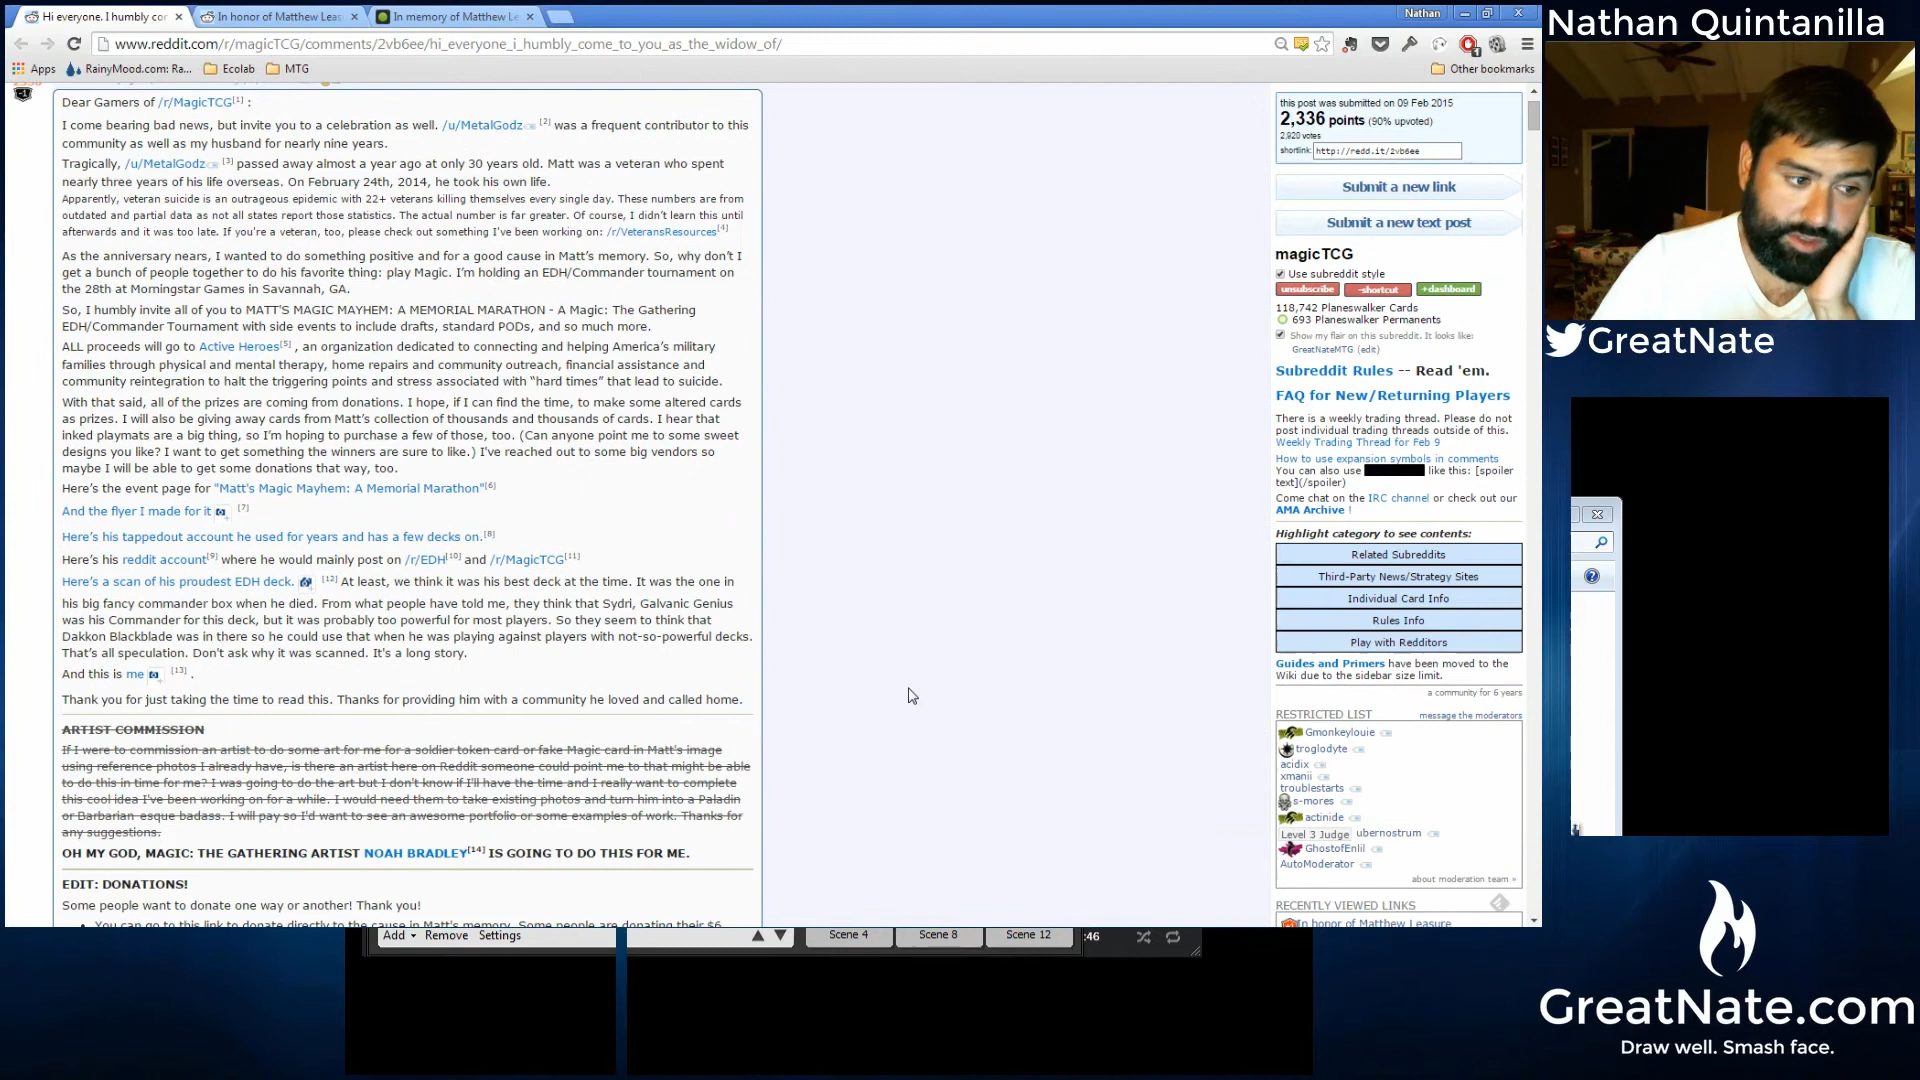 Hi everyone. I humbly cor
In honor of Matthew Leas
In memory of Matthew Le
Nathan
Nathan Quintanilla
www.reddit.com/r/magicTCG/comments/2vb6ee/hi_everyone_i_humbly_come_to_you_as_the_widow_of/
Apps
RainyMood.com: Ra...
Ecolab
MTG
Other bookmarks
Dear Gamers of /r/MagicTCG[1] :
I come bearing bad news, but invite you to a celebration as well. /u/MetalGodz [2] was a frequent contributor to this
community as well as my husband for nearly nine years.
Tragically, /u/MetalGodz [3] passed away almost a year ago at only 30 years old. Matt was a veteran who spent
nearly three years of his life overseas. On February 24th, 2014, he took his own life.
Apparently, veteran suicide is an outrageous epidemic with 22+ veterans killing themselves every single day. These numbers are from
outdated and partial data as not all states report those statistics. The actual number is far greater. Of course, I didn't learn this until
afterwards and it was too late. If you're a veteran, too, please check out something I've been working on: /r/VeteransResources[4]
As the anniversary nears, I wanted to do something positive and for a good cause in Matt's memory. So, why don't I
get a bunch of people together to do his favorite thing: play Magic. I'm holding an EDH/Commander tournament on
the 28th at Morningstar Games in Savannah, GA.
So, I humbly invite all of you to MATT'S MAGIC MAYHEM: A MEMORIAL MARATHON - A Magic: The Gathering
EDH/Commander Tournament with side events to include drafts, standard PODs, and so much more.
ALL proceeds will go to Active Heroes[5] , an organization dedicated to connecting and helping America's military
families through physical and mental therapy, home repairs and community outreach, financial assistance and
community reintegration to halt the triggering points and stress associated with “hard times” that lead to suicide.
With that said, all of the prizes are coming from donations. I hope, if I can find the time, to make some altered cards
as prizes. I will also be giving away cards from Matt's collection of thousands and thousands of cards. I hear that
inked playmats are a big thing, so I'm hoping to purchase a few of those, too. (Can anyone point me to some sweet
designs you like? I want to get something the winners are sure to like.) I've reached out to some big vendors so
maybe I will be able to get some donations that way, too.
Here's the event page for "Matt's Magic Mayhem: A Memorial Marathon"[6]
And the flyer I made for it [7]
Here's his tappedout account he used for years and has a few decks on.[8]
Here's his reddit account[9] where he would mainly post on /r/EDH[10] and /r/MagicTCG[11]
Here's a scan of his proudest EDH deck. [12] At least, we think it was his best deck at the time. It was the one in
his big fancy commander box when he died. From what people have told me, they think that Sydri, Galvanic Genius
was his Commander for this deck, but it was probably too powerful for most players. So they seem to think that
Dakkon Blackblade was in there so he could use that when he was playing against players with not-so-powerful decks.
That's all speculation. Don't ask why it was scanned. It's a long story.
And this is me [13] .
Thank you for just taking the time to read this. Thanks for providing him with a community he loved and called home.
ARTIST COMMISSION
If I were to commission an artist to do some art for me for a soldier token card or fake Magic card in Matt's image
using reference photos I already have, is there an artist here on Reddit someone could point me to that might be able
to do this in time for me? I was going to do the art but I don't know if I'll have the time and I really want to complete
this cool idea I've been working on for a while. I would need them to take existing photos and turn him into a Paladin
or Barbarian esque badass. I will pay so I'd want to see an awesome portfolio or some examples of work. Thanks for
any suggestions.
OH MY GOD, MAGIC: THE GATHERING ARTIST NOAH BRADLEY[14] IS GOING TO DO THIS FOR ME.
EDIT: DONATIONS!
Some people want to donate one way or another! Thank you!
You can go to this link to donate directly to the cause in Matt's memory. Some people are donating their $6
this post was submitted on 09 Feb 2015
2,336 points (90% upvoted)
2,920 votes
shortlink: http://redd.it/2vb6ee
Submit a new link
Submit a new text post
magicTCG
Use subreddit style
unsubscribe
-shortcut
+dashboard
118,742 Planeswalker Cards
693 Planeswalker Permanents
Show my flair on this subreddit. It looks like:
GreatNateMTG (edit)
Subreddit Rules -- Read 'em.
FAQ for New/Returning Players
There is a weekly trading thread. Please do not
post individual trading threads outside of this.
Weekly Trading Thread for Feb 9
How to use expansion symbols in comments
You can also use like this: [spoiler
text](/spoiler)
Come chat on the IRC channel or check out our
AMA Archive !
Highlight category to see contents:
Related Subreddits
Third-Party News/Strategy Sites
Individual Card Info
Rules Info
Play with Redditors
Guides and Primers have been moved to the
Wiki due to the sidebar size limit.
a community for 6 years
RESTRICTED LIST
message the moderators
Gmonkeylouie
troglodyte
acidix
xmanii
troublestarts
s-mores
actinide
Level 3 Judge ubernostrum
GhostofEnlil
AutoModerator
about moderation team »
RECENTLY VIEWED LINKS
In honor of Matthew Leasure
Add
Remove
Settings
Scene 4
Scene 8
Scene 12
:46
GreatNate
GreatNate.com
Draw well. Smash face.